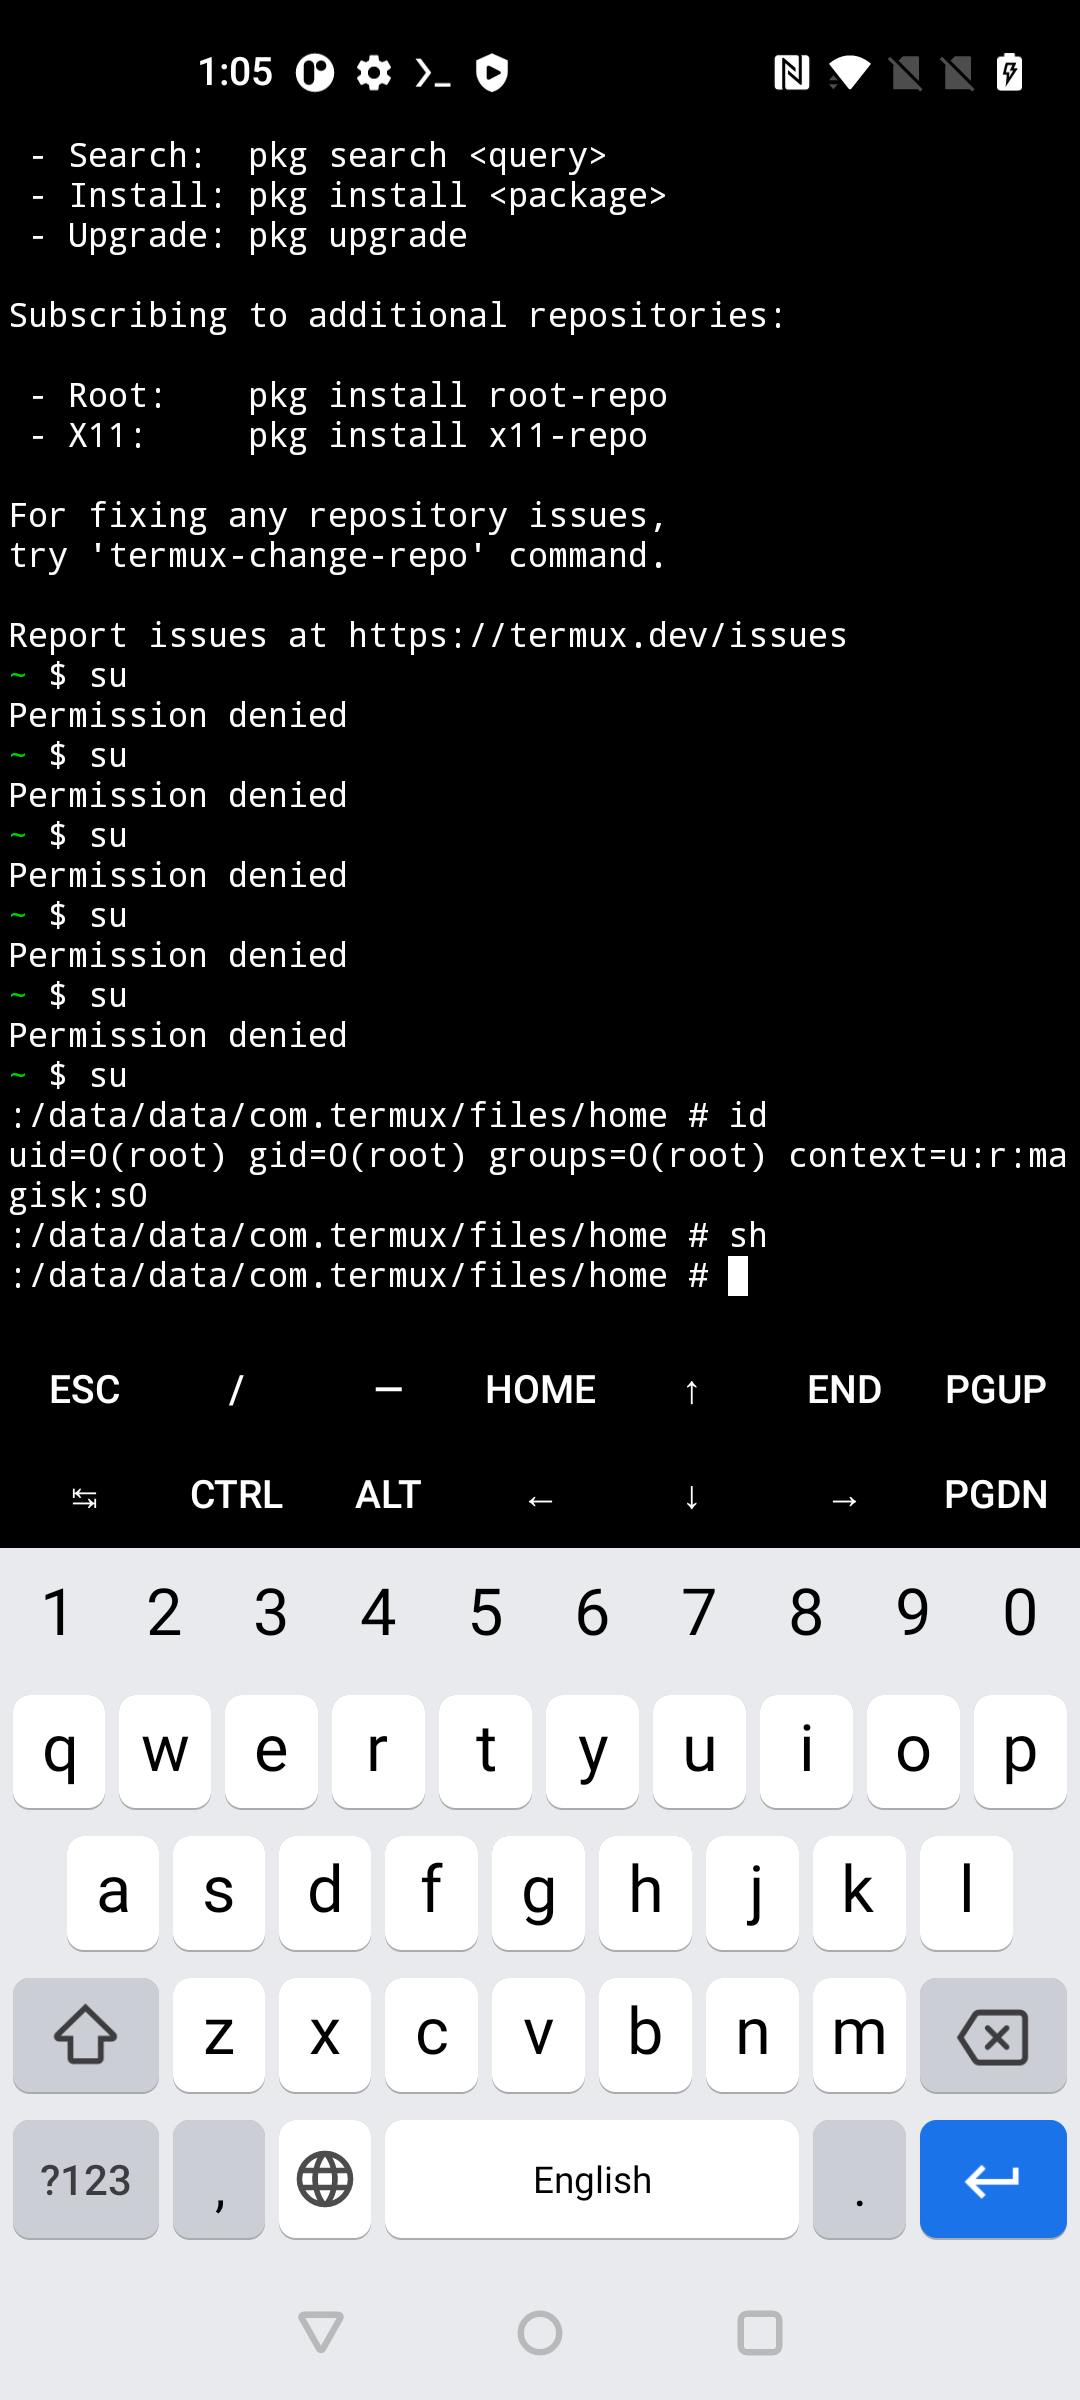 1:05
- Search:  pkg search <query>
- Install: pkg install <package>
- Upgrade: pkg upgrade
Subscribing to additional repositories:
- Root:    pkg install root-repo
- X11:     pkg install x11-repo
For fixing any repository issues,
try 'termux-change-repo' command.
Report issues at https://termux.dev/issues
~ $ su
Permission denied
~ $ su
Permission denied
~ $ su
Permission denied
~ $ su
Permission denied
~ $ su
Permission denied
~ $ su
:/data/data/com.termux/files/home # id
uid=0(root) gid=0(root) groups=0(root) context=u:r:ma
gisk:s0
:/data/data/com.termux/files/home # sh
:/data/data/com.termux/files/home #
ESC / — HOME ↑ END PGUP
↹ CTRL ALT ← ↓ → PGDN
1 2 3 4 5 6 7 8 9 0
q w e r t y u i o p
a s d f g h j k l
z x c v b n m
?123 , English .